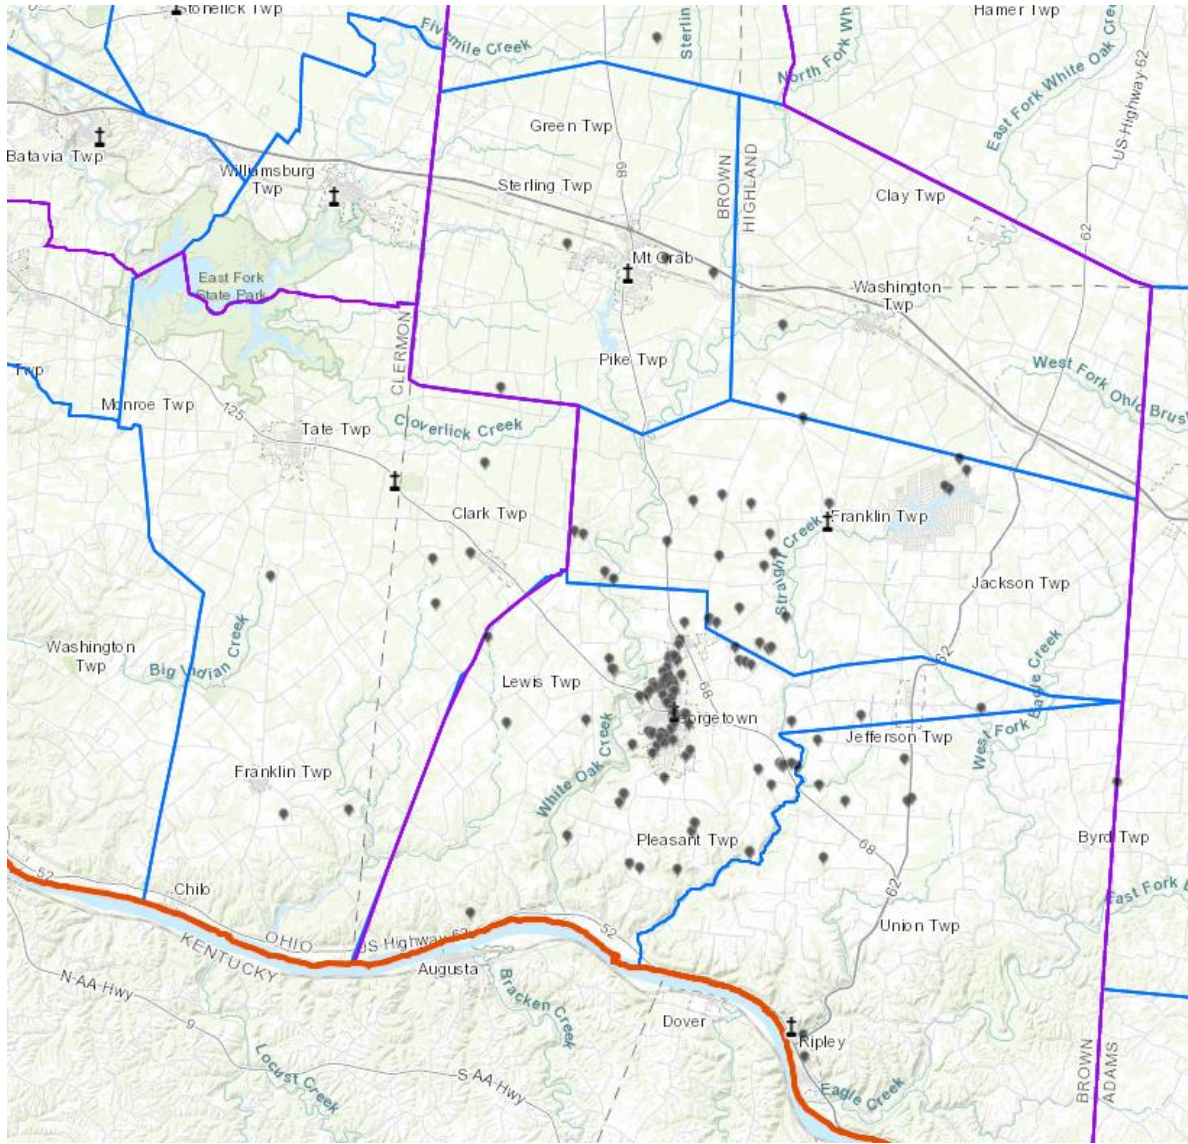 Stonelick Twp
Hamer Twp
Fivemile Creek
North Fork Wh
East Fork White Oak Cree
US Highway 62
Green Twp
Batavia Twp
Williamsburg
Twp
Sterling Twp
68
BROWN
HIGHLAND
Clay Twp
62
Mt Orab
East Fork
State Park
Washington
Twp
CLERMONT
Pike Twp
West Fork Ohio Brush
Twp
Monroe Twp
125
Tate Twp
Cloverlick Creek
Clark Twp
Franklin Twp
Straight Creek
Jackson Twp
Washington
Twp
Big Indian Creek
62
Lewis Twp
68
Georgetown
West Fork Eagle Creek
Jefferson Twp
Franklin Twp
White Oak Creek
Pleasant Twp
68
Byrd Twp
52
Chilo
62
East Fork E
OHIO
KENTUCKY
US Highway 52
52
Union Twp
N-AA-Hwy
Augusta
Bracken Creek
9
Dover
Ripley
Locust Creek
S AA-Hwy
Eagle Creek
BROWN
ADAMS